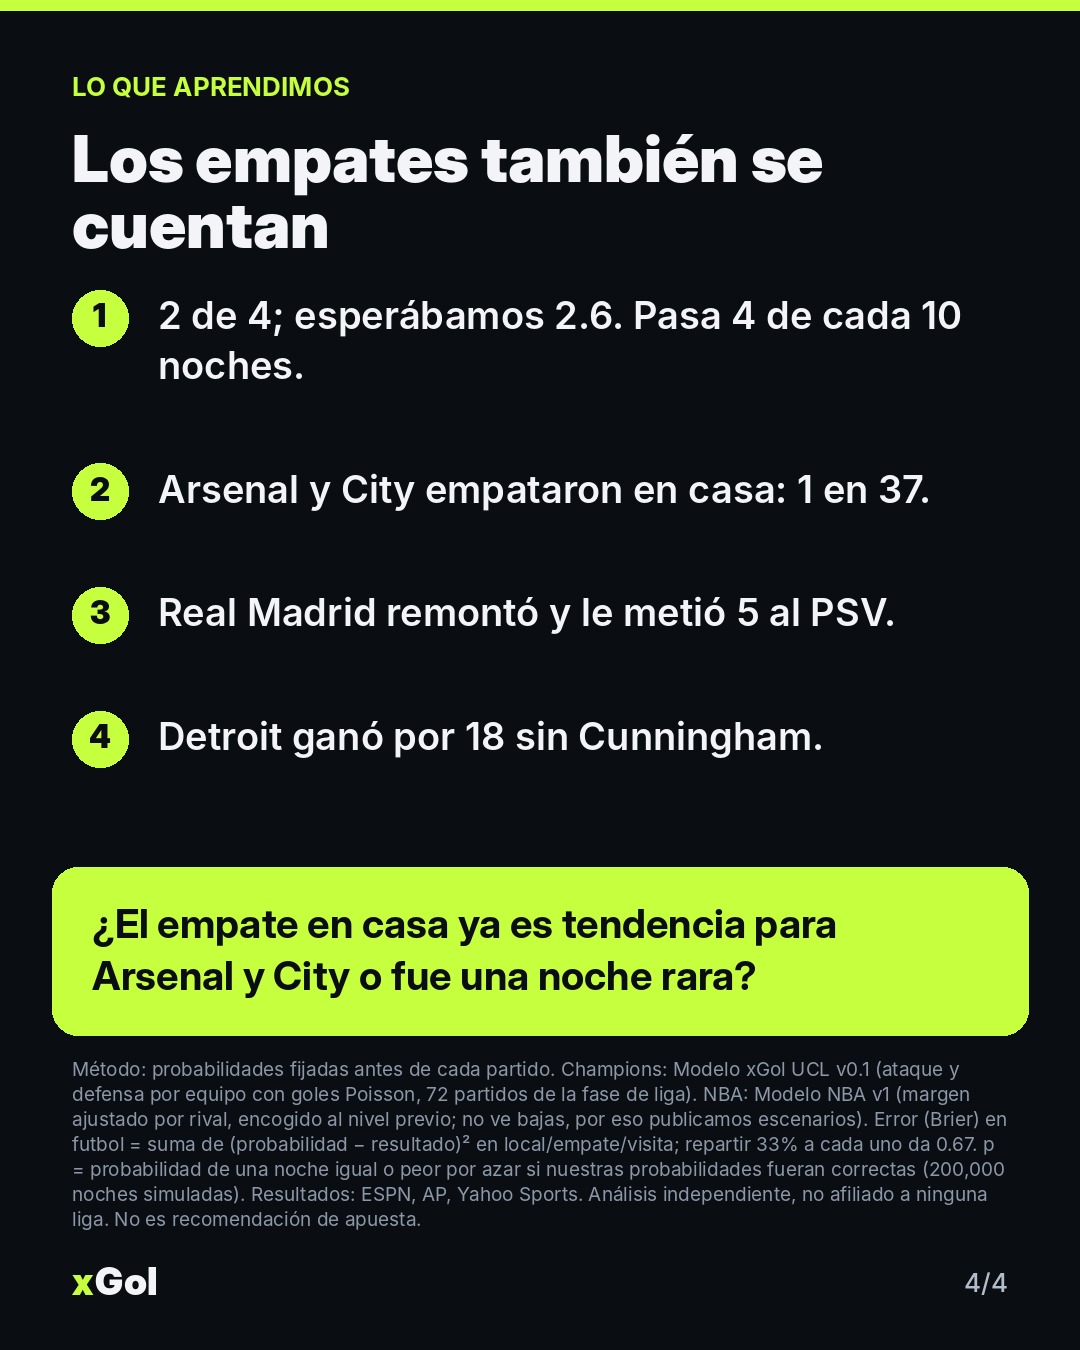 LO QUE APRENDIMOS
Los empates también se
cuentan
1 2 de 4; esperábamos 2.6. Pasa 4 de cada 10
noches.
2 Arsenal y City empataron en casa: 1 en 37.
3 Real Madrid remontó y le metió 5 al PSV.
4 Detroit ganó por 18 sin Cunningham.
¿El empate en casa ya es tendencia para
Arsenal y City o fue una noche rara?
Método: probabilidades fijadas antes de cada partido. Champions: Modelo xGol UCL v0.1 (ataque y
defensa por equipo con goles Poisson, 72 partidos de la fase de liga). NBA: Modelo NBA v1 (margen
ajustado por rival, encogido al nivel previo; no ve bajas, por eso publicamos escenarios). Error (Brier) en
futbol = suma de (probabilidad − resultado)² en local/empate/visita; repartir 33% a cada uno da 0.67. p
= probabilidad de una noche igual o peor por azar si nuestras probabilidades fueran correctas (200,000
noches simuladas). Resultados: ESPN, AP, Yahoo Sports. Análisis independiente, no afiliado a ninguna
liga. No es recomendación de apuesta.
xGol
4/4